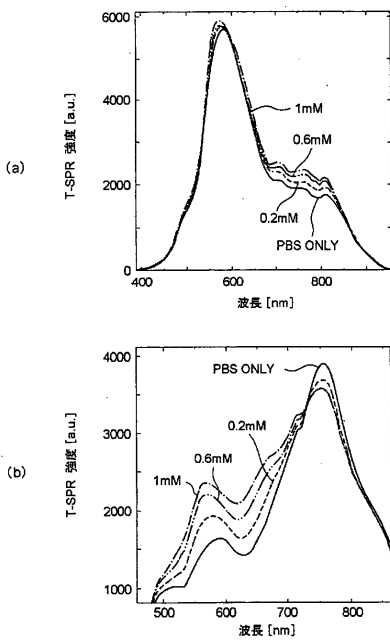 (a)
T-SPR 強度 [a.u.]
6000
4000
2000
0
1mM
0.6mM
0.2mM
PBS ONLY
400
500
600
700
800
波長 [nm]
(b)
T-SPR 強度 [a.u.]
4000
3000
2000
1000
PBS ONLY
0.2mM
0.6mM
1mM
500
600
700
800
波長 [nm]